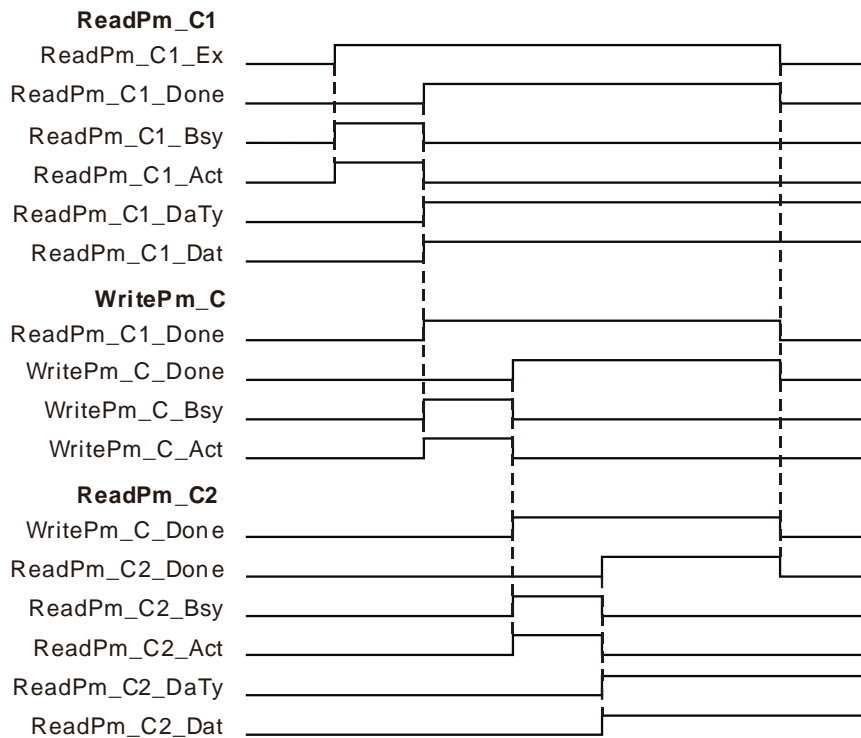 ReadPm_C1
ReadPm_C1_Ex
ReadPm_C1_Done
ReadPm_C1_Bsy
ReadPm_C1_Act
ReadPm_C1_DaTy
ReadPm_C1_Dat
WritePm_C
ReadPm_C1_Done
WritePm_C_Done
WritePm_C_Bsy
WritePm_C_Act
ReadPm_C2
WritePm_C_Done
ReadPm_C2_Done
ReadPm_C2_Bsy
ReadPm_C2_Act
ReadPm_C2_DaTy
ReadPm_C2_Dat